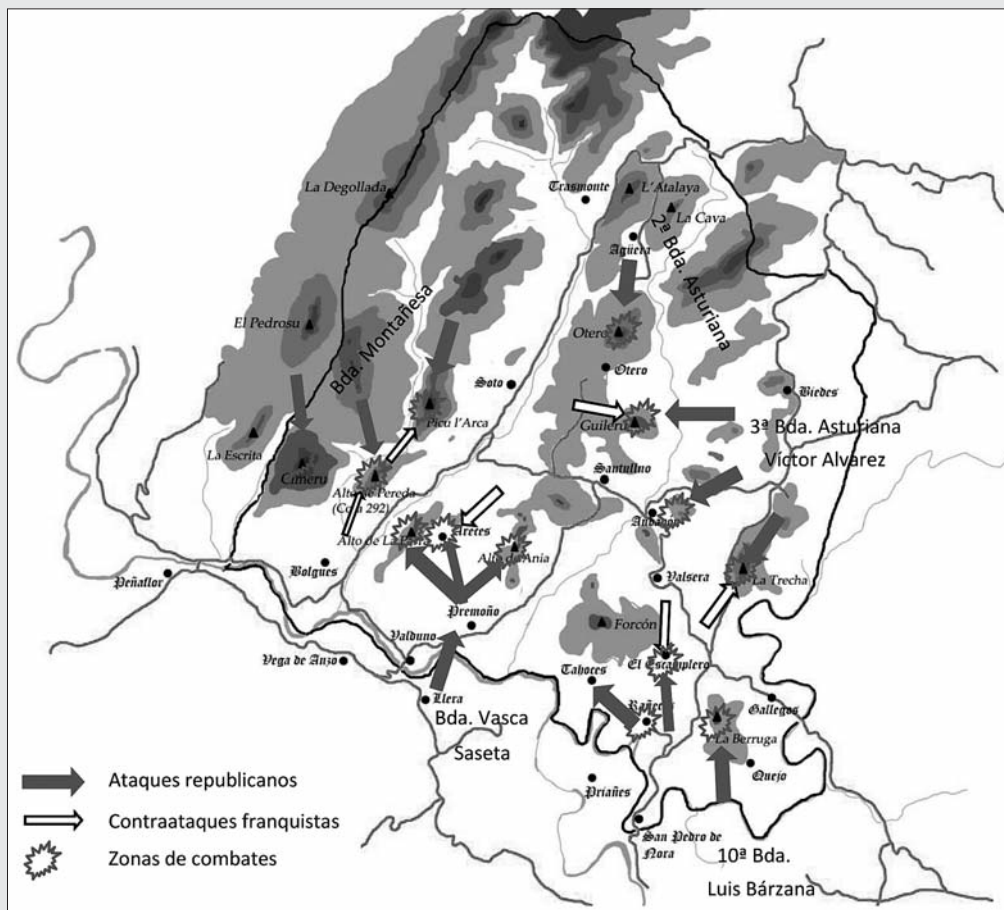 La Degollada
Trasmonte
L'Atalaya
La Cava
2ª Bda. Asturiana
Agüera
El Pedrosu
Bda. Montañesa
Otero
Otero
Soto
Biedes
Picu l'Arca
3ª Bda. Asturiana
Víctor Alvarez
La Escrita
Cimeru
Santullno
Alto de Pereda
(Cota 292)
Alto de La
Areces
Alto de Ania
Valsera
La Trecha
Bolgues
Peñaflor
Premoño
Forcón
Valduno
Vega de Anzo
El Escamplero
Tahoces
Llera
Gallegos
Bda. Vasca
Saseta
La Berruga
Quejo
Priañes
San Pedro de
Nora
10ª Bda.
Luis Bárzana
Ataques republicanos
Contraataques franquistas
Zonas de combates